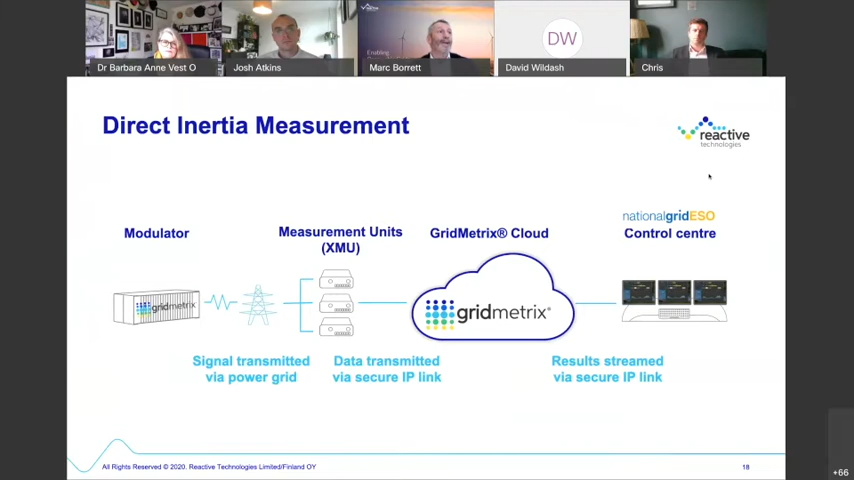 Enabling
DW
Dr Barbara Anne Vest O
Josh Atkins
Marc Borrett
David Wildash
Chris
Direct Inertia Measurement
reactive
technologies
nationalgridESO
Modulator
Measurement Units
(XMU)
GridMetrix® Cloud
Control centre
gridmetrix
gridmetrix®
Signal transmitted
via power grid
Data transmitted
via secure IP link
Results streamed
via secure IP link
All Rights Reserved © 2020. Reactive Technologies Limited/Finland OY
18
+66